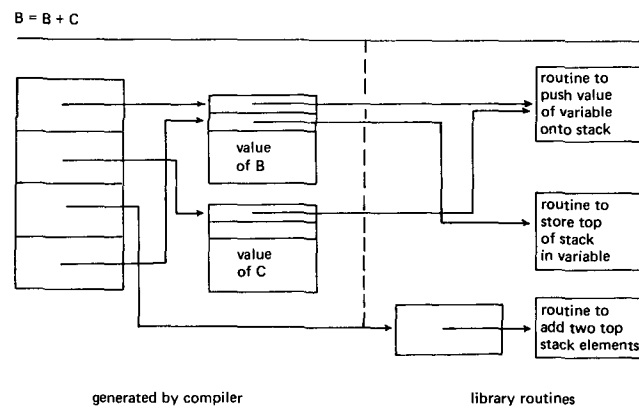 B = B + C
routine to
push value
of variable
onto stack
value
of B
routine to
store top
of stack
in variable
value
of C
routine to
add two top
stack elements
generated by compiler
library routines